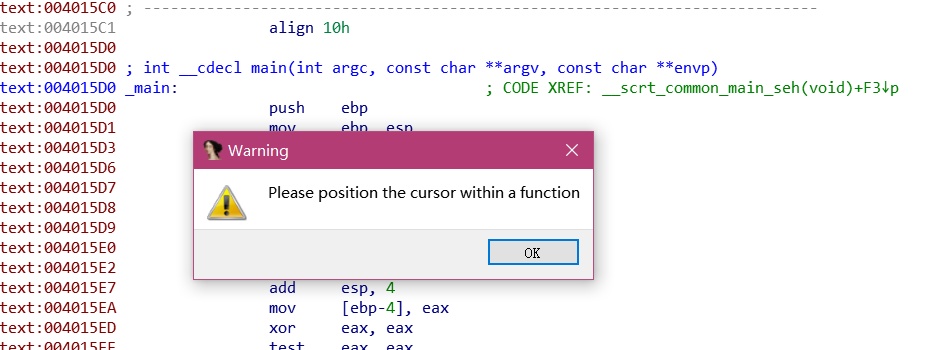 text:004015C0 ; ---------------------------------------------------------------------------
text:004015C1 align 10h
text:004015D0
text:004015D0 ; int __cdecl main(int argc, const char **argv, const char **envp)
text:004015D0 _main: ; CODE XREF: __scrt_common_main_seh(void)+F3↓p
text:004015D0 push ebp
text:004015D1 mov ebp, esp
text:004015D3
text:004015D6
text:004015D7
text:004015D8
text:004015D9
text:004015E0
text:004015E2
Warning
Please position the cursor within a function
OK
text:004015E7 add esp, 4
text:004015EA mov [ebp-4], eax
text:004015ED xor eax, eax
text:004015EF test eax, eax